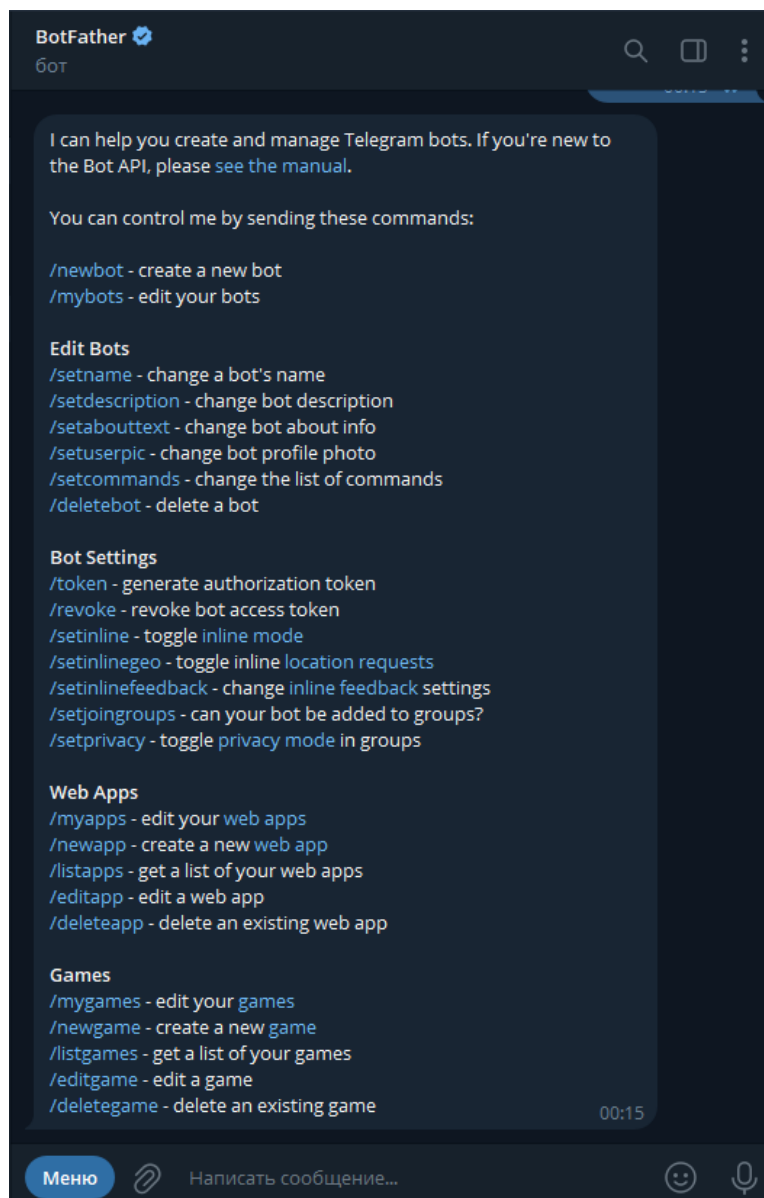 BotFather
бот
I can help you create and manage Telegram bots. If you're new to
the Bot API, please see the manual.
You can control me by sending these commands:
/newbot - create a new bot
/mybots - edit your bots
Edit Bots
/setname - change a bot's name
/setdescription - change bot description
/setabouttext - change bot about info
/setuserpic - change bot profile photo
/setcommands - change the list of commands
/deletebot - delete a bot
Bot Settings
/token - generate authorization token
/revoke - revoke bot access token
/setinline - toggle inline mode
/setinlinegeo - toggle inline location requests
/setinlinefeedback - change inline feedback settings
/setjoingroups - can your bot be added to groups?
/setprivacy - toggle privacy mode in groups
Web Apps
/myapps - edit your web apps
/newapp - create a new web app
/listapps - get a list of your web apps
/editapp - edit a web app
/deleteapp - delete an existing web app
Games
/mygames - edit your games
/newgame - create a new game
/listgames - get a list of your games
/editgame - edit a game
/deletegame - delete an existing game
00:15
Меню
Написать сообщение...